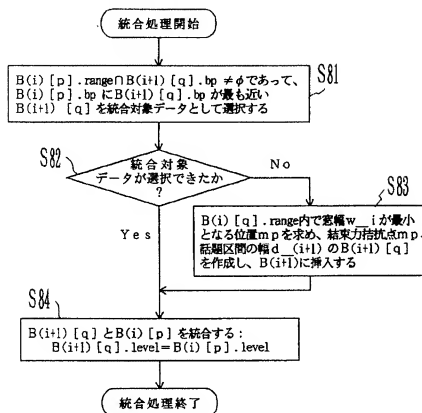 統合処理開始
B(i)[p].range∩B(i+1)[q].bp ≠φであって、
B(i)[p].bpにB(i+1)[q].bpが最も近い
B(i+1)[q]を統合対象データとして選択する
S81
S82
統合対象
データが選択できたか
?
No
Yes
S83
B(i)[q].range内で窓幅w_iが最小
となる位置mpを求め、結束力拮抗点mp、
話題区間の幅d_(i+1)のB(i+1)[q]
を作成し、B(i+1)に挿入する
S84
B(i+1)[q]とB(i)[p]を統合する:
B(i+1)[q].level=B(i)[p].level
統合処理終了